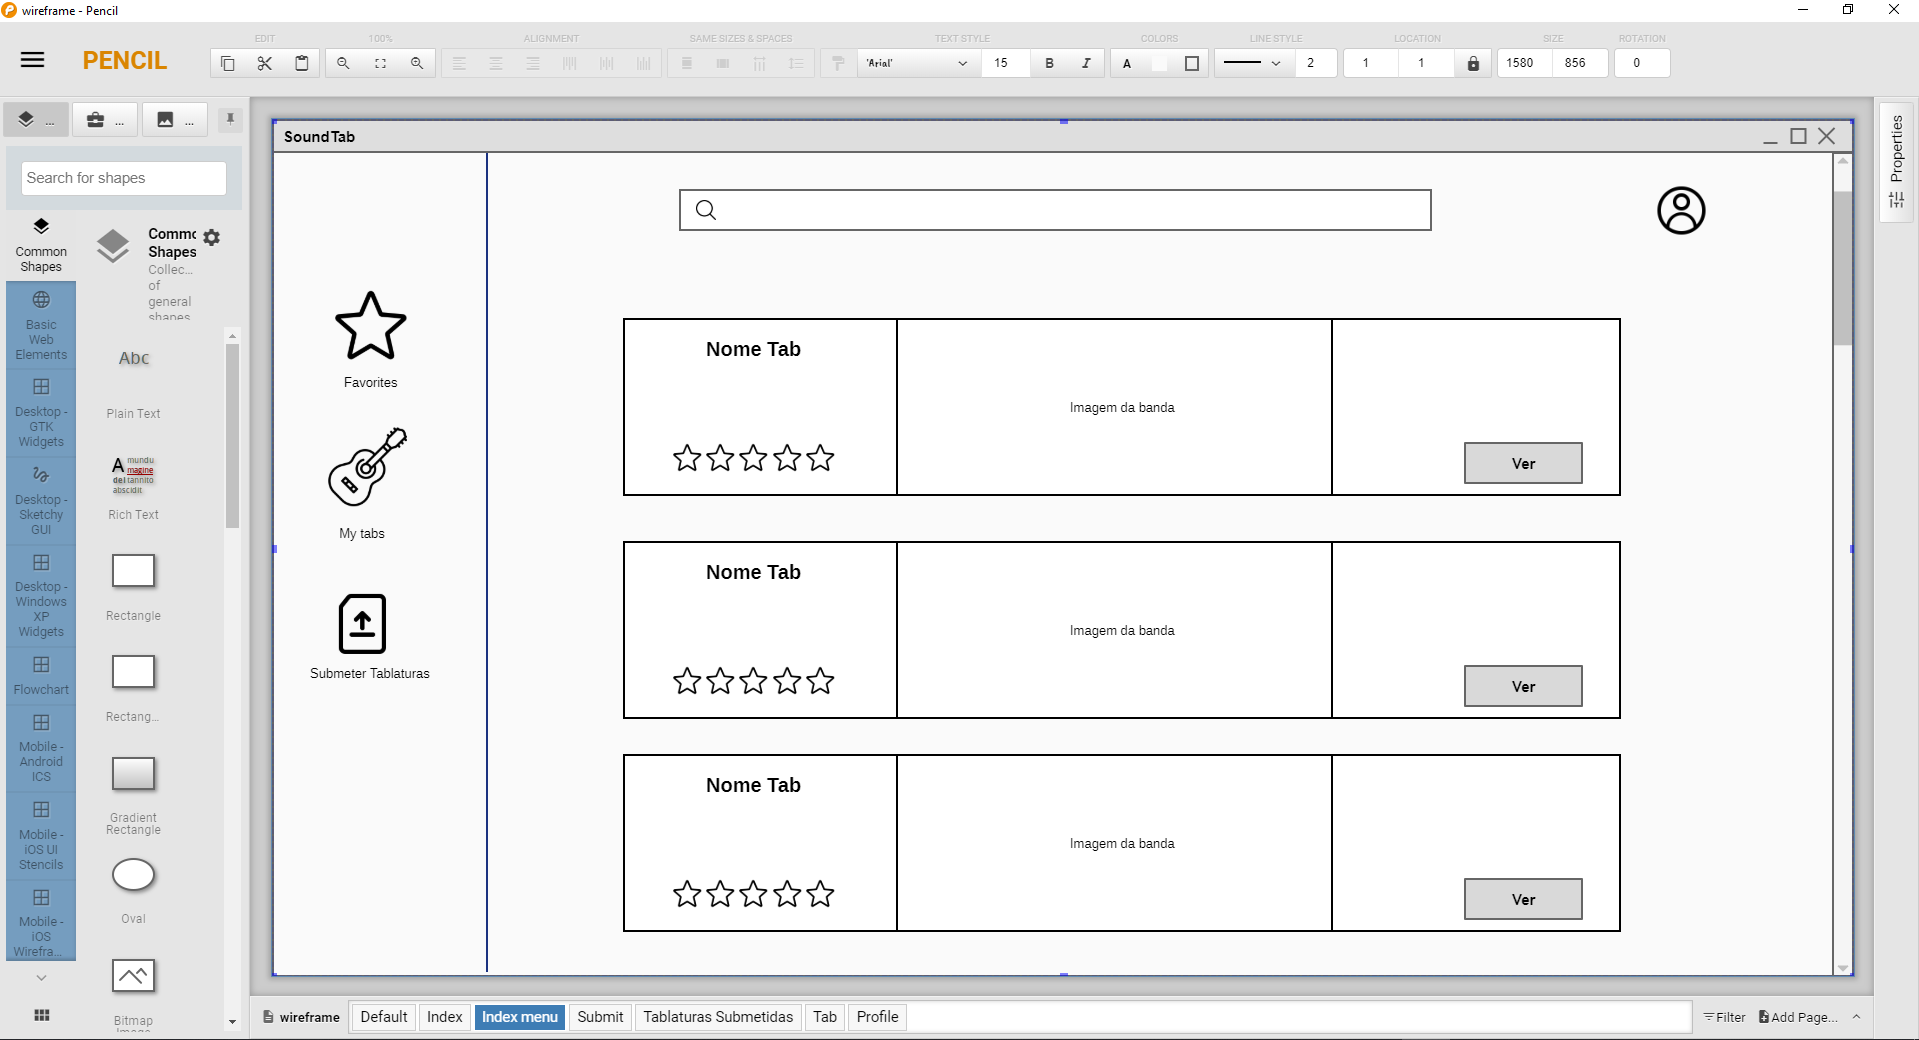 wireframe - Pencil
PENCIL
EDIT
100%
ALIGNMENT
SAME SIZES & SPACES
TEXT STYLE
COLORS
LINE STYLE
LOCATION
SIZE
ROTATION
'Arial'
15
B
I
A
2
1
1
1580
856
0
...
...
...
Search for shapes
Common
Shapes
Basic
Web
Elements
Desktop -
GTK
Widgets
Desktop -
Sketchy
GUI
Desktop -
Windows
XP
Widgets
Flowchart
Mobile -
Android
ICS
Mobile -
iOS UI
Stencils
Mobile -
iOS
Wirefra...
Shapes
Collec...
of
general
shapes
Abc
Plain Text
A
mundu
magine
del tannito
abscidit
Rich Text
Rectangle
Rectang...
Gradient
Rectangle
Oval
Bitmap
SoundTab
Favorites
My tabs
Submeter Tablaturas
Nome Tab
Imagem da banda
Ver
Nome Tab
Imagem da banda
Ver
Nome Tab
Imagem da banda
Ver
Properties
wireframe
Default
Index
Index menu
Submit
Tablaturas Submetidas
Tab
Profile
Filter
Add Page...